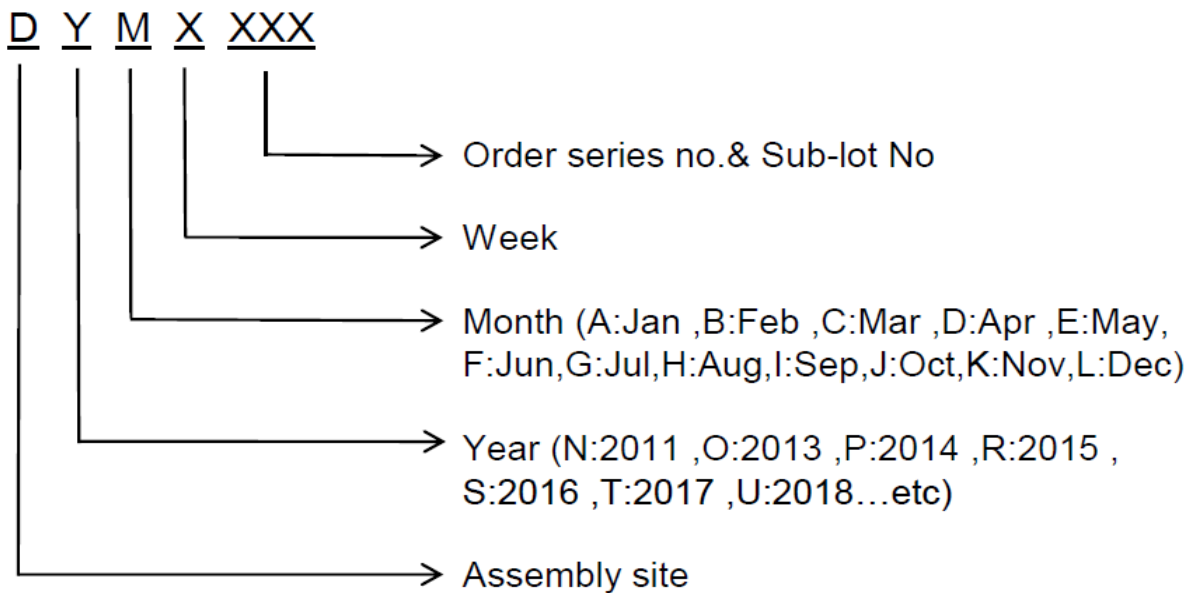 D Y M X XXX
Order series no.& Sub-lot No
Week
Month (A:Jan ,B:Feb ,C:Mar ,D:Apr ,E:May,
F:Jun,G:Jul,H:Aug,I:Sep,J:Oct,K:Nov,L:Dec)
Year (N:2011 ,O:2013 ,P:2014 ,R:2015 ,
S:2016 ,T:2017 ,U:2018...etc)
Assembly site